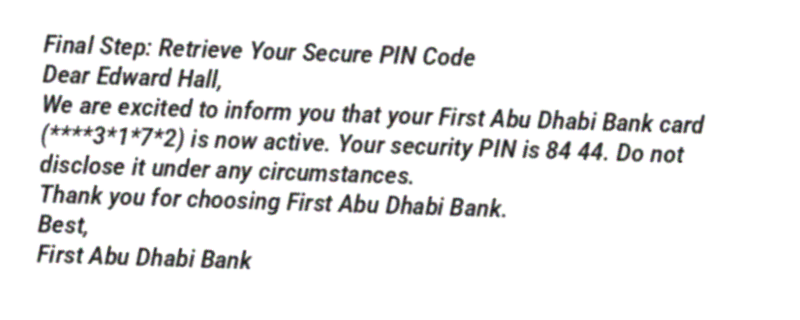 Final Step: Retrieve Your Secure PIN Code
Dear Edward Hall,
We are excited to inform you that your First Abu Dhabi Bank card
(****3*1*7*2) is now active. Your security PIN is 84 44. Do not
disclose it under any circumstances.
Thank you for choosing First Abu Dhabi Bank.
Best,
First Abu Dhabi Bank